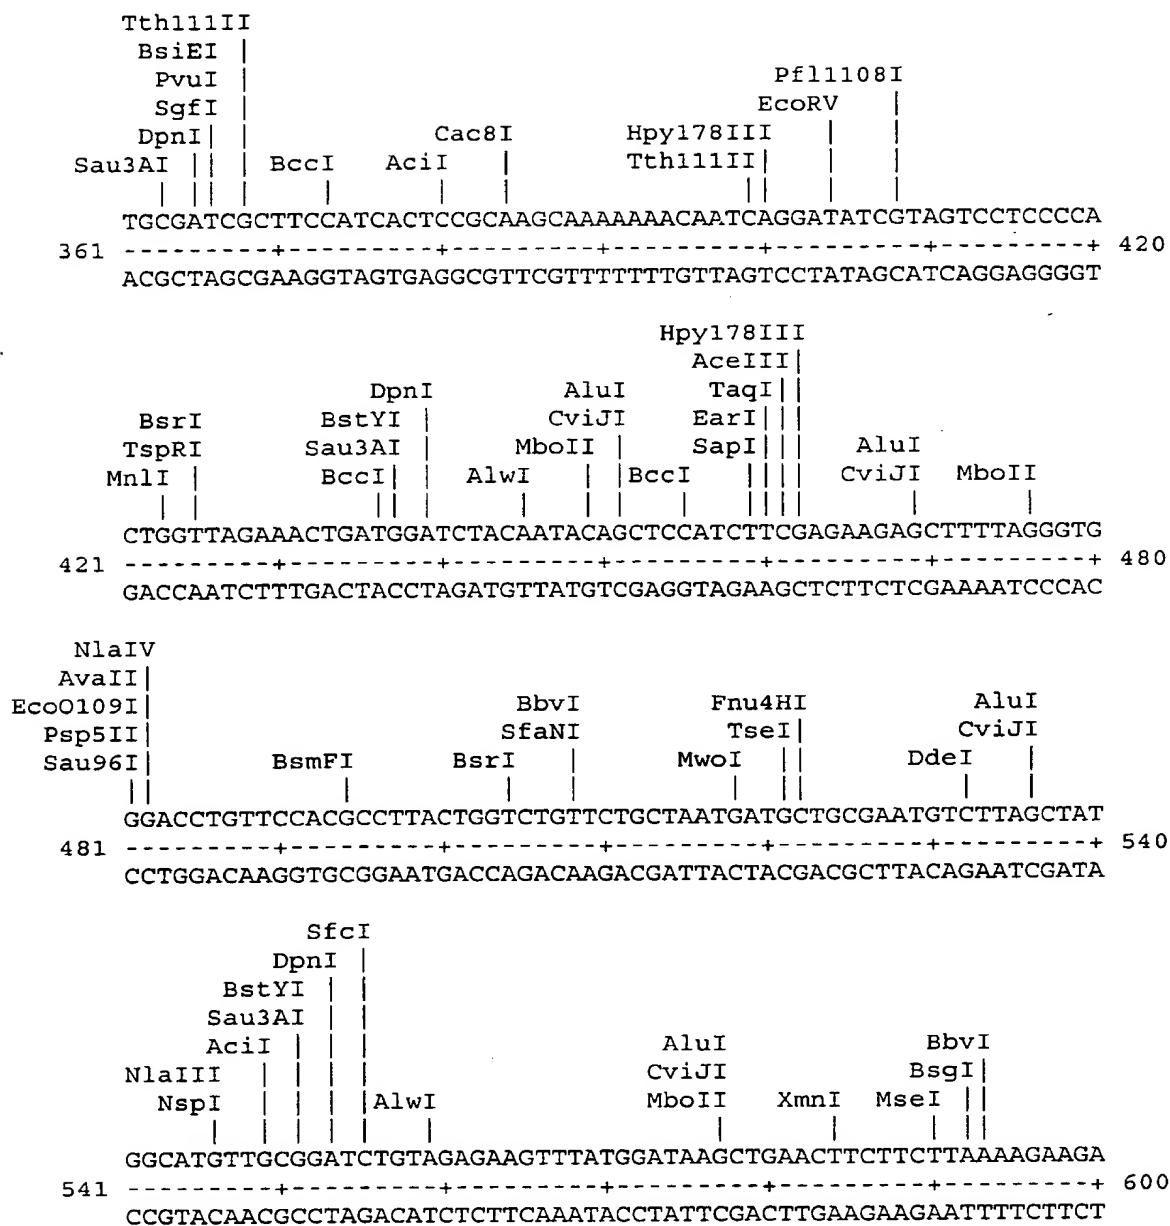 Tth111II
BsiEI |
PvuI | Pfl1108I
SgfI | EcoRV |
DpnI| | Cac8I Hpy178III | |
Sau3AI || | BccI AciI | Tth111II| | |
| || | | | | || | |
TGCGATCGCTTCCATCACTCCGCAAGCAAAAAAACAATCAGGATATCGTAGTCCTCCCCA
361 ---------+---------+---------+---------+---------+---------+ 420
ACGCTAGCGAAGGTAGTGAGGCGTTCGTTTTTTTGTTAGTCCTATAGCATCAGGAGGGGT
Hpy178III
AceIII|
DpnI AluI TaqI||
BsrI BstYI | CviJI EarI|||
TspRI Sau3AI | MboII | SapI||| AluI
MnlI | BccI| | AlwI | |BccI |||| CviJI MboII
| | || | | | | | |||| | |
CTGGTTAGAAACTGATGGATCTACAATACAGCTCCATCTTCGAGAAGAGCTTTTAGGGTG
421 ---------+---------+---------+---------+---------+---------+ 480
GACCAATCTTTGACTACCTAGATGTTATGTCGAGGTAGAAGCTCTTCTCGAAAATCCCAC
NlaIV
AvaII|
EcoO109I| BbvI Fnu4HI AluI
Psp5II| SfaNI TseI| CviJI
Sau96I| BsmFI BsrI | MwoI || DdeI |
|| | | | | || | |
GGACCTGTTCCACGCCTTACTGGTCTGTTCTGCTAATGATGCTGCGAATGTCTTAGCTAT
481 ---------+---------+---------+---------+---------+---------+ 540
CCTGGACAAGGTGCGGAATGACCAGACAAGACGATTACTACGACGCTTACAGAATCGATA
SfcI
DpnI |
BstYI | |
Sau3AI | |
AciI | | | AluI BbvI
NlaIII | | | | CviJI BsgI|
NspI | | | |AlwI MboII XmnI MseI ||
| | | | | | | | | ||
GGCATGTTGCGGATCTGTAGAGAAGTTTATGGATAAGCTGAACTTCTTCTTAAAAGAAGA
541 ---------+---------+---------+---------+---------+---------+ 600
CCGTACAACGCCTAGACATCTCTTCAAATACCTATTCGACTTGAAGAAGAATTTTCTTCT